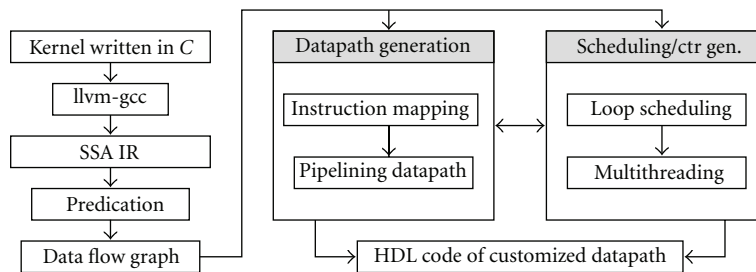 Kernel written in C
llvm-gcc
SSA IR
Predication
Data flow graph
Datapath generation
Instruction mapping
Pipelining datapath
Scheduling/ctr gen.
Loop scheduling
Multithreading
HDL code of customized datapath